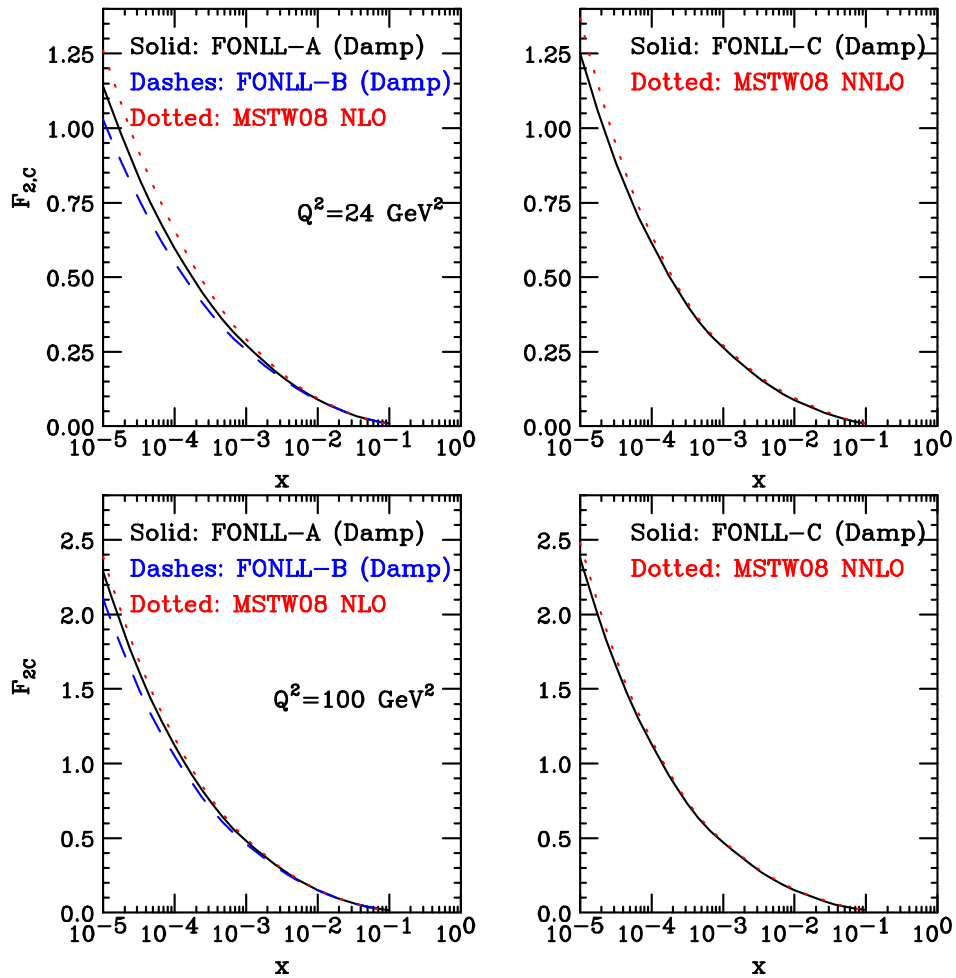 Solid: FONLL-A (Damp)
Dashes: FONLL-B (Damp)
Dotted: MSTW08 NLO
Q²=24 GeV²
F₂,C
1.25
1.00
0.75
0.50
0.25
0.00
10⁻⁵ 10⁻⁴ 10⁻³ 10⁻² 10⁻¹ 10⁰
x
Solid: FONLL-C (Damp)
Dotted: MSTW08 NNLO
10⁻⁵ 10⁻⁴ 10⁻³ 10⁻² 10⁻¹ 10⁰
1.25
1.00
0.75
0.50
0.25
0.00
x
Solid: FONLL-A (Damp)
Dashes: FONLL-B (Damp)
Dotted: MSTW08 NLO
Q²=100 GeV²
F₂C
2.5
2.0
1.5
1.0
0.5
0.0
10⁻⁵ 10⁻⁴ 10⁻³ 10⁻² 10⁻¹ 10⁰
x
Solid: FONLL-C (Damp)
Dotted: MSTW08 NNLO
2.5
2.0
1.5
1.0
0.5
0.0
10⁻⁵ 10⁻⁴ 10⁻³ 10⁻² 10⁻¹ 10⁰
x